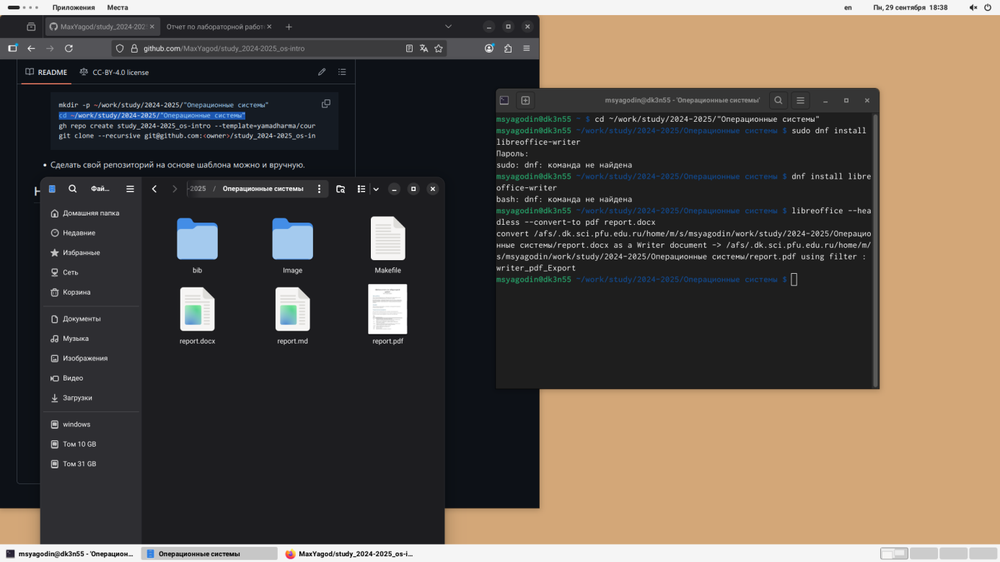 Приложения Места
en Пн, 29 сентября 18:38
MaxYagod/study_2024-202
Отчет по лабораторной работ
github.com/MaxYagod/study_2024-2025_os-intro
README CC-BY-4.0 license
mkdir -p ~/work/study/2024-2025/"Операционные системы"
cd ~/work/study/2024-2025/"Операционные системы"
gh repo create study_2024-2025_os-intro --template=yamadharma/cour
git clone --recursive git@github.com:<owner>/study_2024-2025_os-in
• Сделать свой репозиторий на основе шаблона можно и вручную.
Фай... -2025 / Операционные системы
Домашняя папка
Недавние
Избранные
Сеть
Корзина
Документы
Музыка
Изображения
Видео
Загрузки
windows
Том 10 GB
Том 31 GB
bib Image Makefile
report.docx report.md report.pdf
msyagodin@dk3n55 - 'Операционные системы'
msyagodin@dk3n55 ~ $ cd ~/work/study/2024-2025/"Операционные системы"
msyagodin@dk3n55 ~/work/study/2024-2025/Операционные системы $ sudo dnf install
libreoffice-writer
Пароль:
sudo: dnf: команда не найдена
msyagodin@dk3n55 ~/work/study/2024-2025/Операционные системы $ dnf install libre
office-writer
bash: dnf: команда не найдена
msyagodin@dk3n55 ~/work/study/2024-2025/Операционные системы $ libreoffice --hea
dless --convert-to pdf report.docx
convert /afs/.dk.sci.pfu.edu.ru/home/m/s/msyagodin/work/study/2024-2025/Операцио
нные системы/report.docx as a Writer document -> /afs/.dk.sci.pfu.edu.ru/home/m/
s/msyagodin/work/study/2024-2025/Операционные системы/report.pdf using filter :
writer_pdf_Export
msyagodin@dk3n55 ~/work/study/2024-2025/Операционные системы $
msyagodin@dk3n55 - 'Операцион...
Операционные системы
MaxYagod/study_2024-2025_os-i...